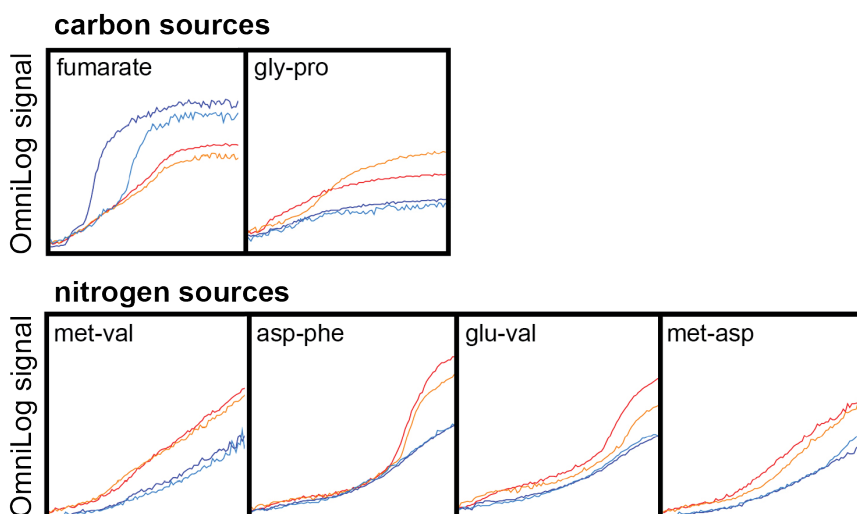 carbon sources
fumarate
gly-pro
OmniLog signal
nitrogen sources
met-val
asp-phe
glu-val
met-asp
OmniLog signal